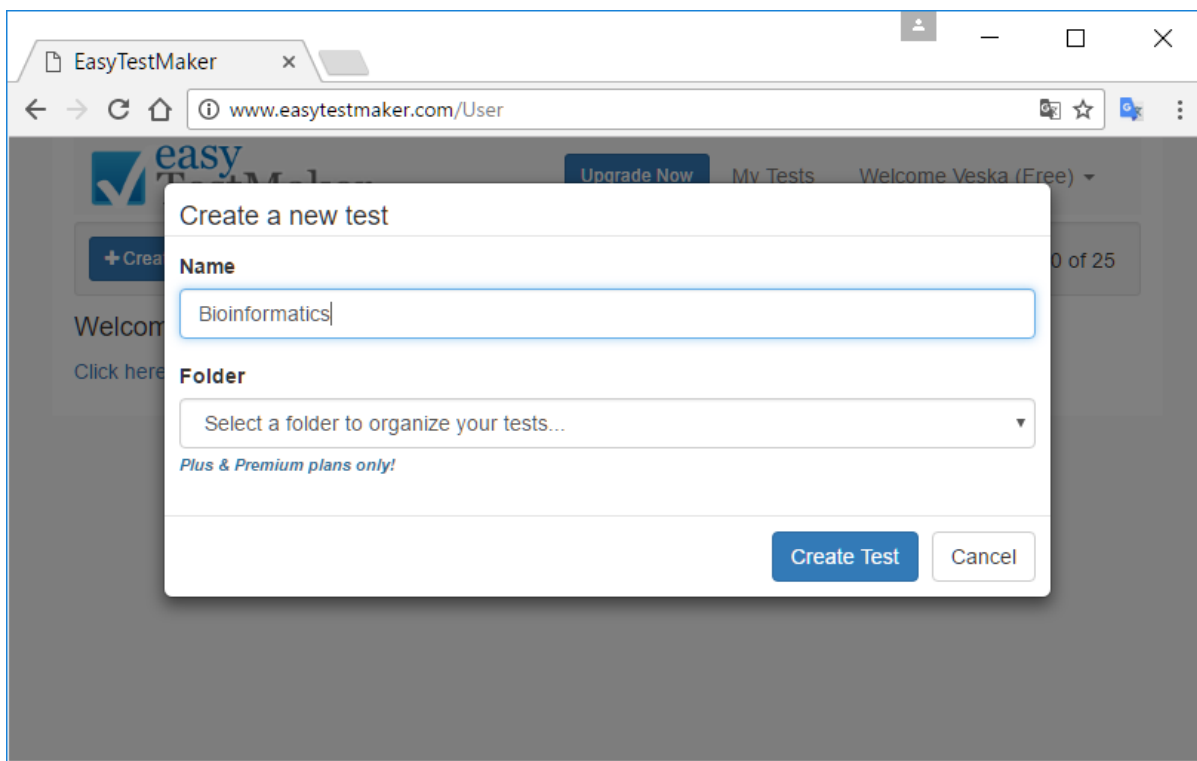 EasyTestMaker
www.easytestmaker.com/User
easy
TestMaker
Upgrade Now My Tests Welcome Veska (Free)
Create a new test
+Crea
0 of 25
Name
Bioinformatics
Welcom
Click here
Folder
Select a folder to organize your tests...
Plus & Premium plans only!
Create Test Cancel